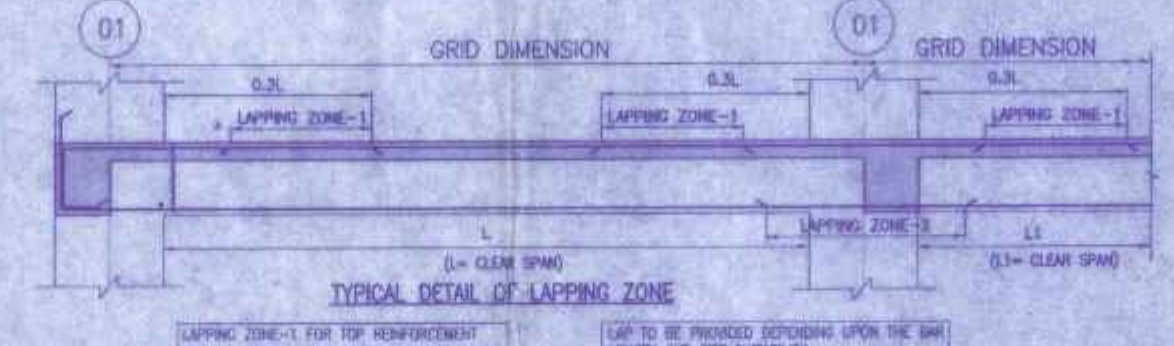 01 01
GRID DIMENSION GRID DIMENSION
0.3L 0.3L 0.3L
LAPPING ZONE-1 LAPPING ZONE-1 LAPPING ZONE-1
LAPPING ZONE-3
L L1
(L= CLEAR SPAN) (L1= CLEAR SPAN)
TYPICAL DETAIL OF LAPPING ZONE
LAPPING ZONE-1 FOR TOP REINFORCEMENT LAP TO BE PROVIDED DEPENDING UPON THE BAR